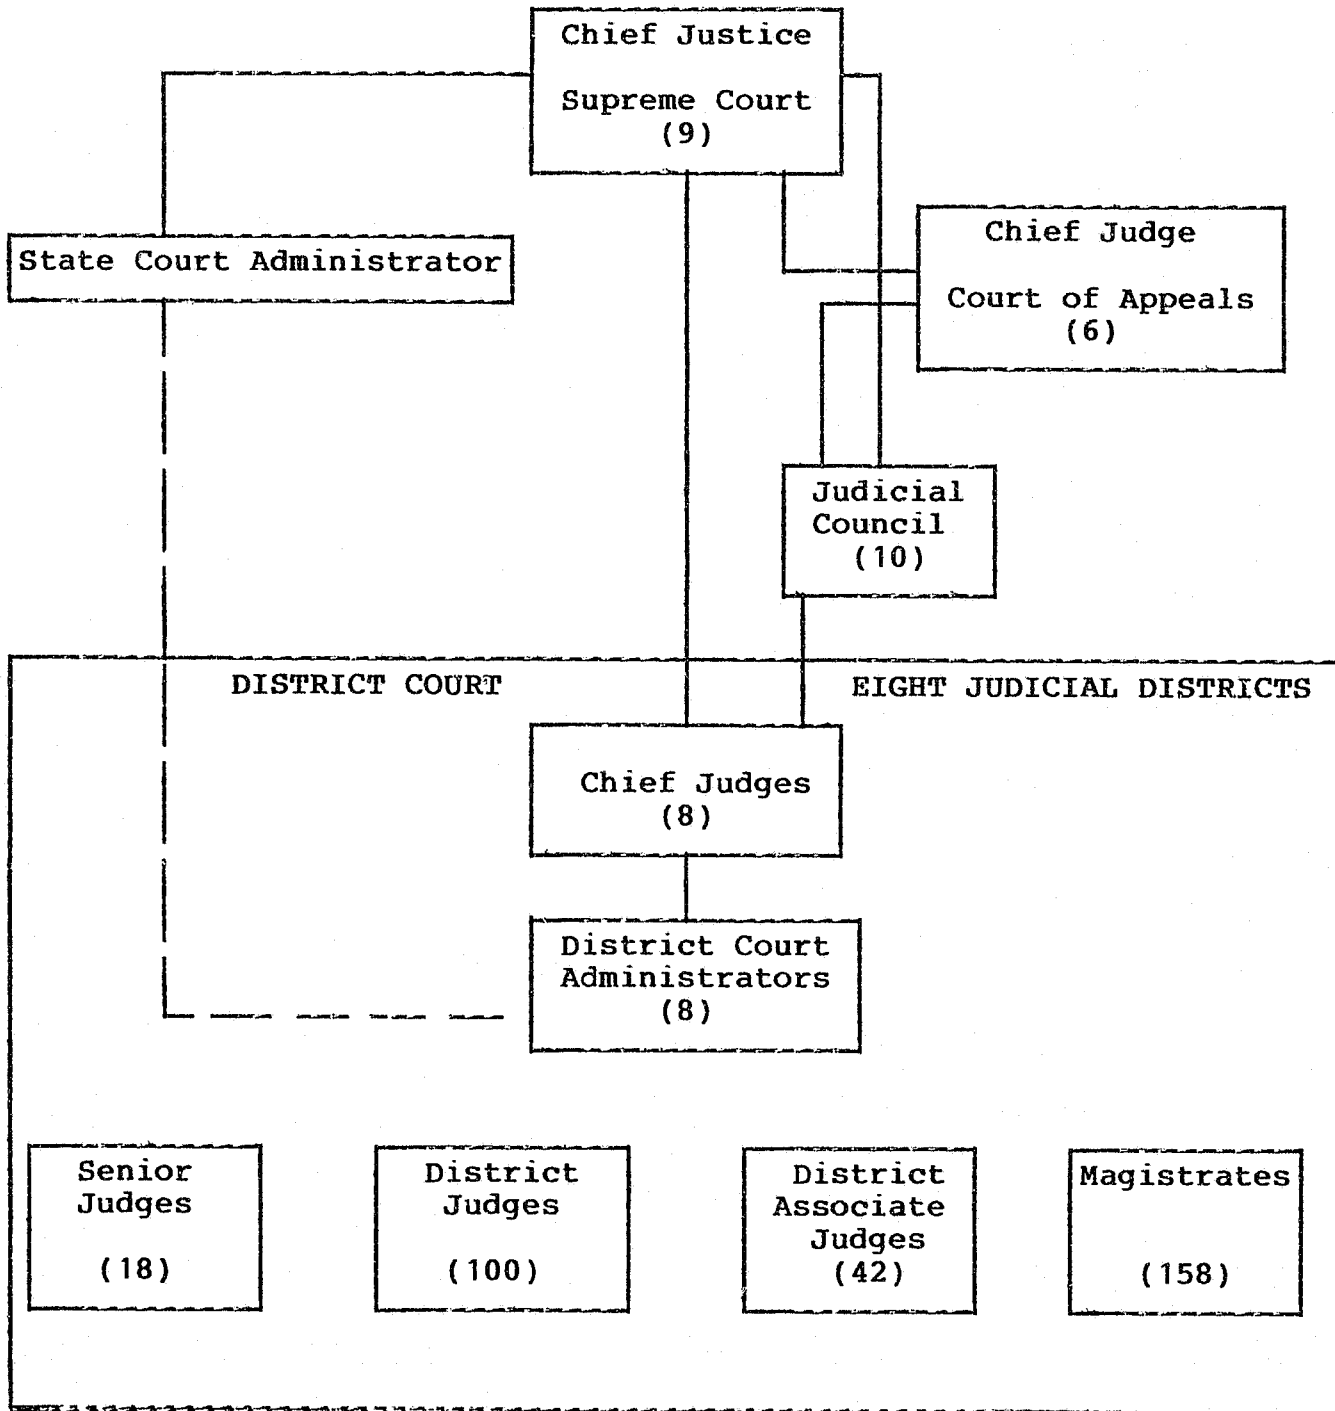 Chief Justice
Supreme Court
(9)
State Court Administrator
Chief Judge
Court of Appeals
(6)
Judicial
Council
(10)
DISTRICT COURT
EIGHT JUDICIAL DISTRICTS
Chief Judges
(8)
District Court
Administrators
(8)
Senior
Judges
(18)
District
Judges
(100)
District
Associate
Judges
(42)
Magistrates
(158)